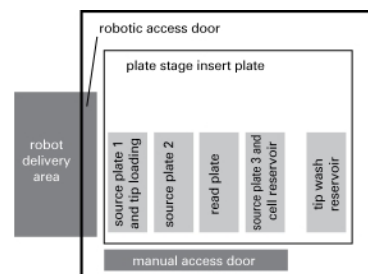 robotic access door
plate stage insert plate
robot
delivery
area
source plate 1
and tip loading
source plate 2
read plate
source plate 3 and
cell reservoir
tip wash
reservoir
manual access door